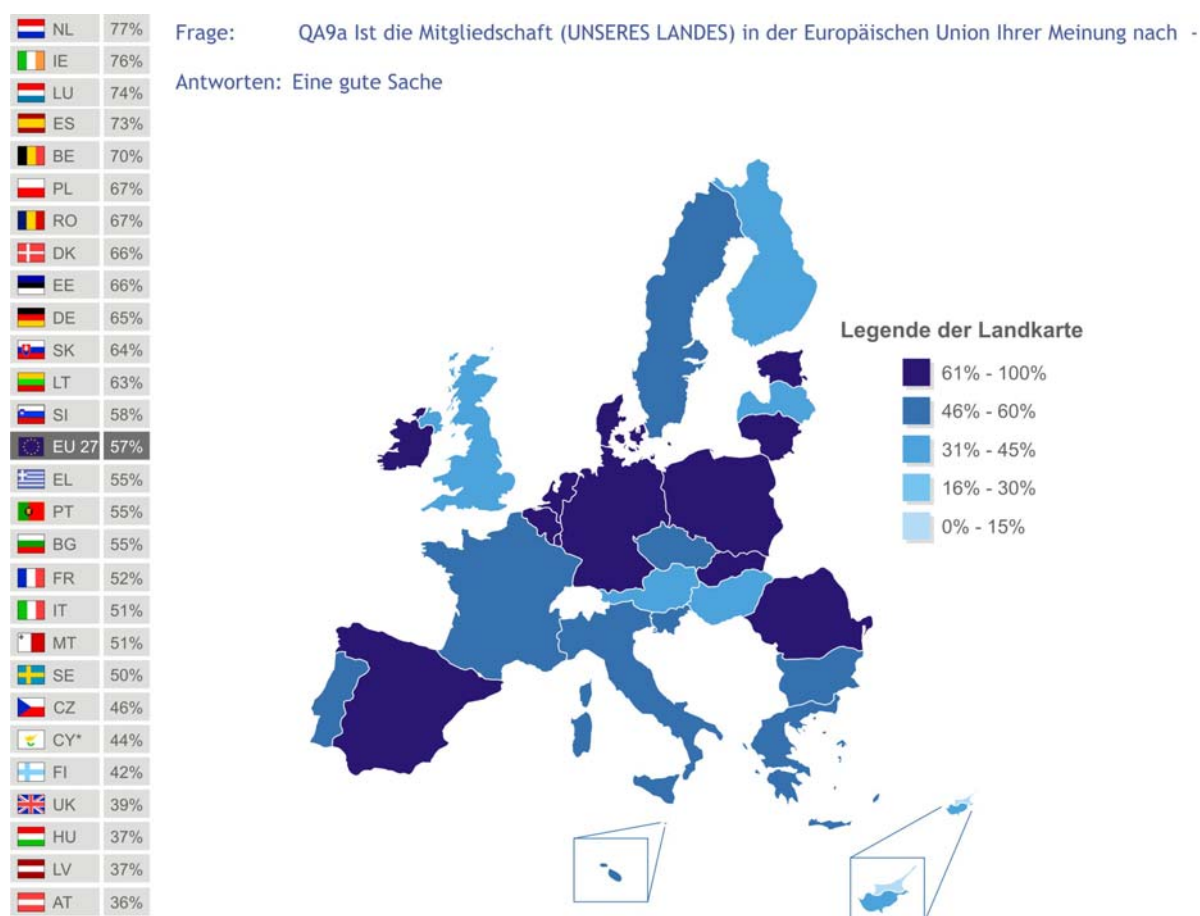 Frage: QA9a Ist die Mitgliedschaft (UNSERES LANDES) in der Europäischen Union Ihrer Meinung nach -
Antworten: Eine gute Sache
NL 77%
IE 76%
LU 74%
ES 73%
BE 70%
PL 67%
RO 67%
DK 66%
EE 66%
DE 65%
SK 64%
LT 63%
SI 58%
EU 27 57%
EL 55%
PT 55%
BG 55%
FR 52%
IT 51%
MT 51%
SE 50%
CZ 46%
CY* 44%
FI 42%
UK 39%
HU 37%
LV 37%
AT 36%
Legende der Landkarte
61% - 100%
46% - 60%
31% - 45%
16% - 30%
0% - 15%